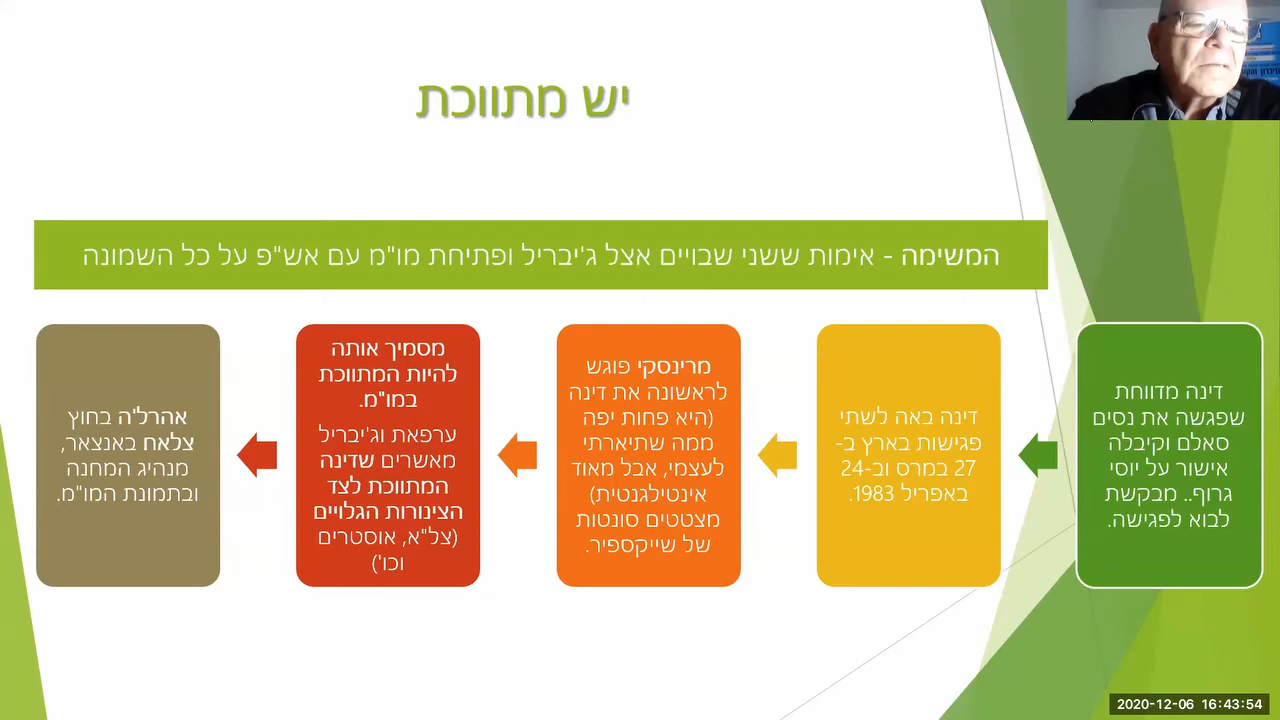 יש מתווכת
המשימה - אימות ששני שבויים אצל ג'יבריל ופתיחת מו"מ עם אש"פ על כל השמונה
דינה מדווחת
שפגשה את נסים
סאלם וקיבלה
אישור על יוסי
גרוף.. מבקשת
לבוא לפגישה.
דינה באה לשתי
פגישות בארץ ב-
27 במרס וב-24
באפריל 1983.
מרינסקי פוגש
לראשונה את דינה
(היא פחות יפה
ממה שתיארתי
לעצמי, אבל מאוד
אינטילגנטית)
מצטטים סונטות
של שייקספיר.
מסמיך אותה
להיות המתווכת
במו"מ.
ערפאת וג'יבריל
מאשרים שדינה
המתווכת לצד
הצינורות הגלויים
(צל"א, אוסטרים
וכו')
אהרל'ה בחוץ
צלאח באנצאר,
מנהיג המחנה
ובתמונת המו"מ.
2020-12-06 16:43:54